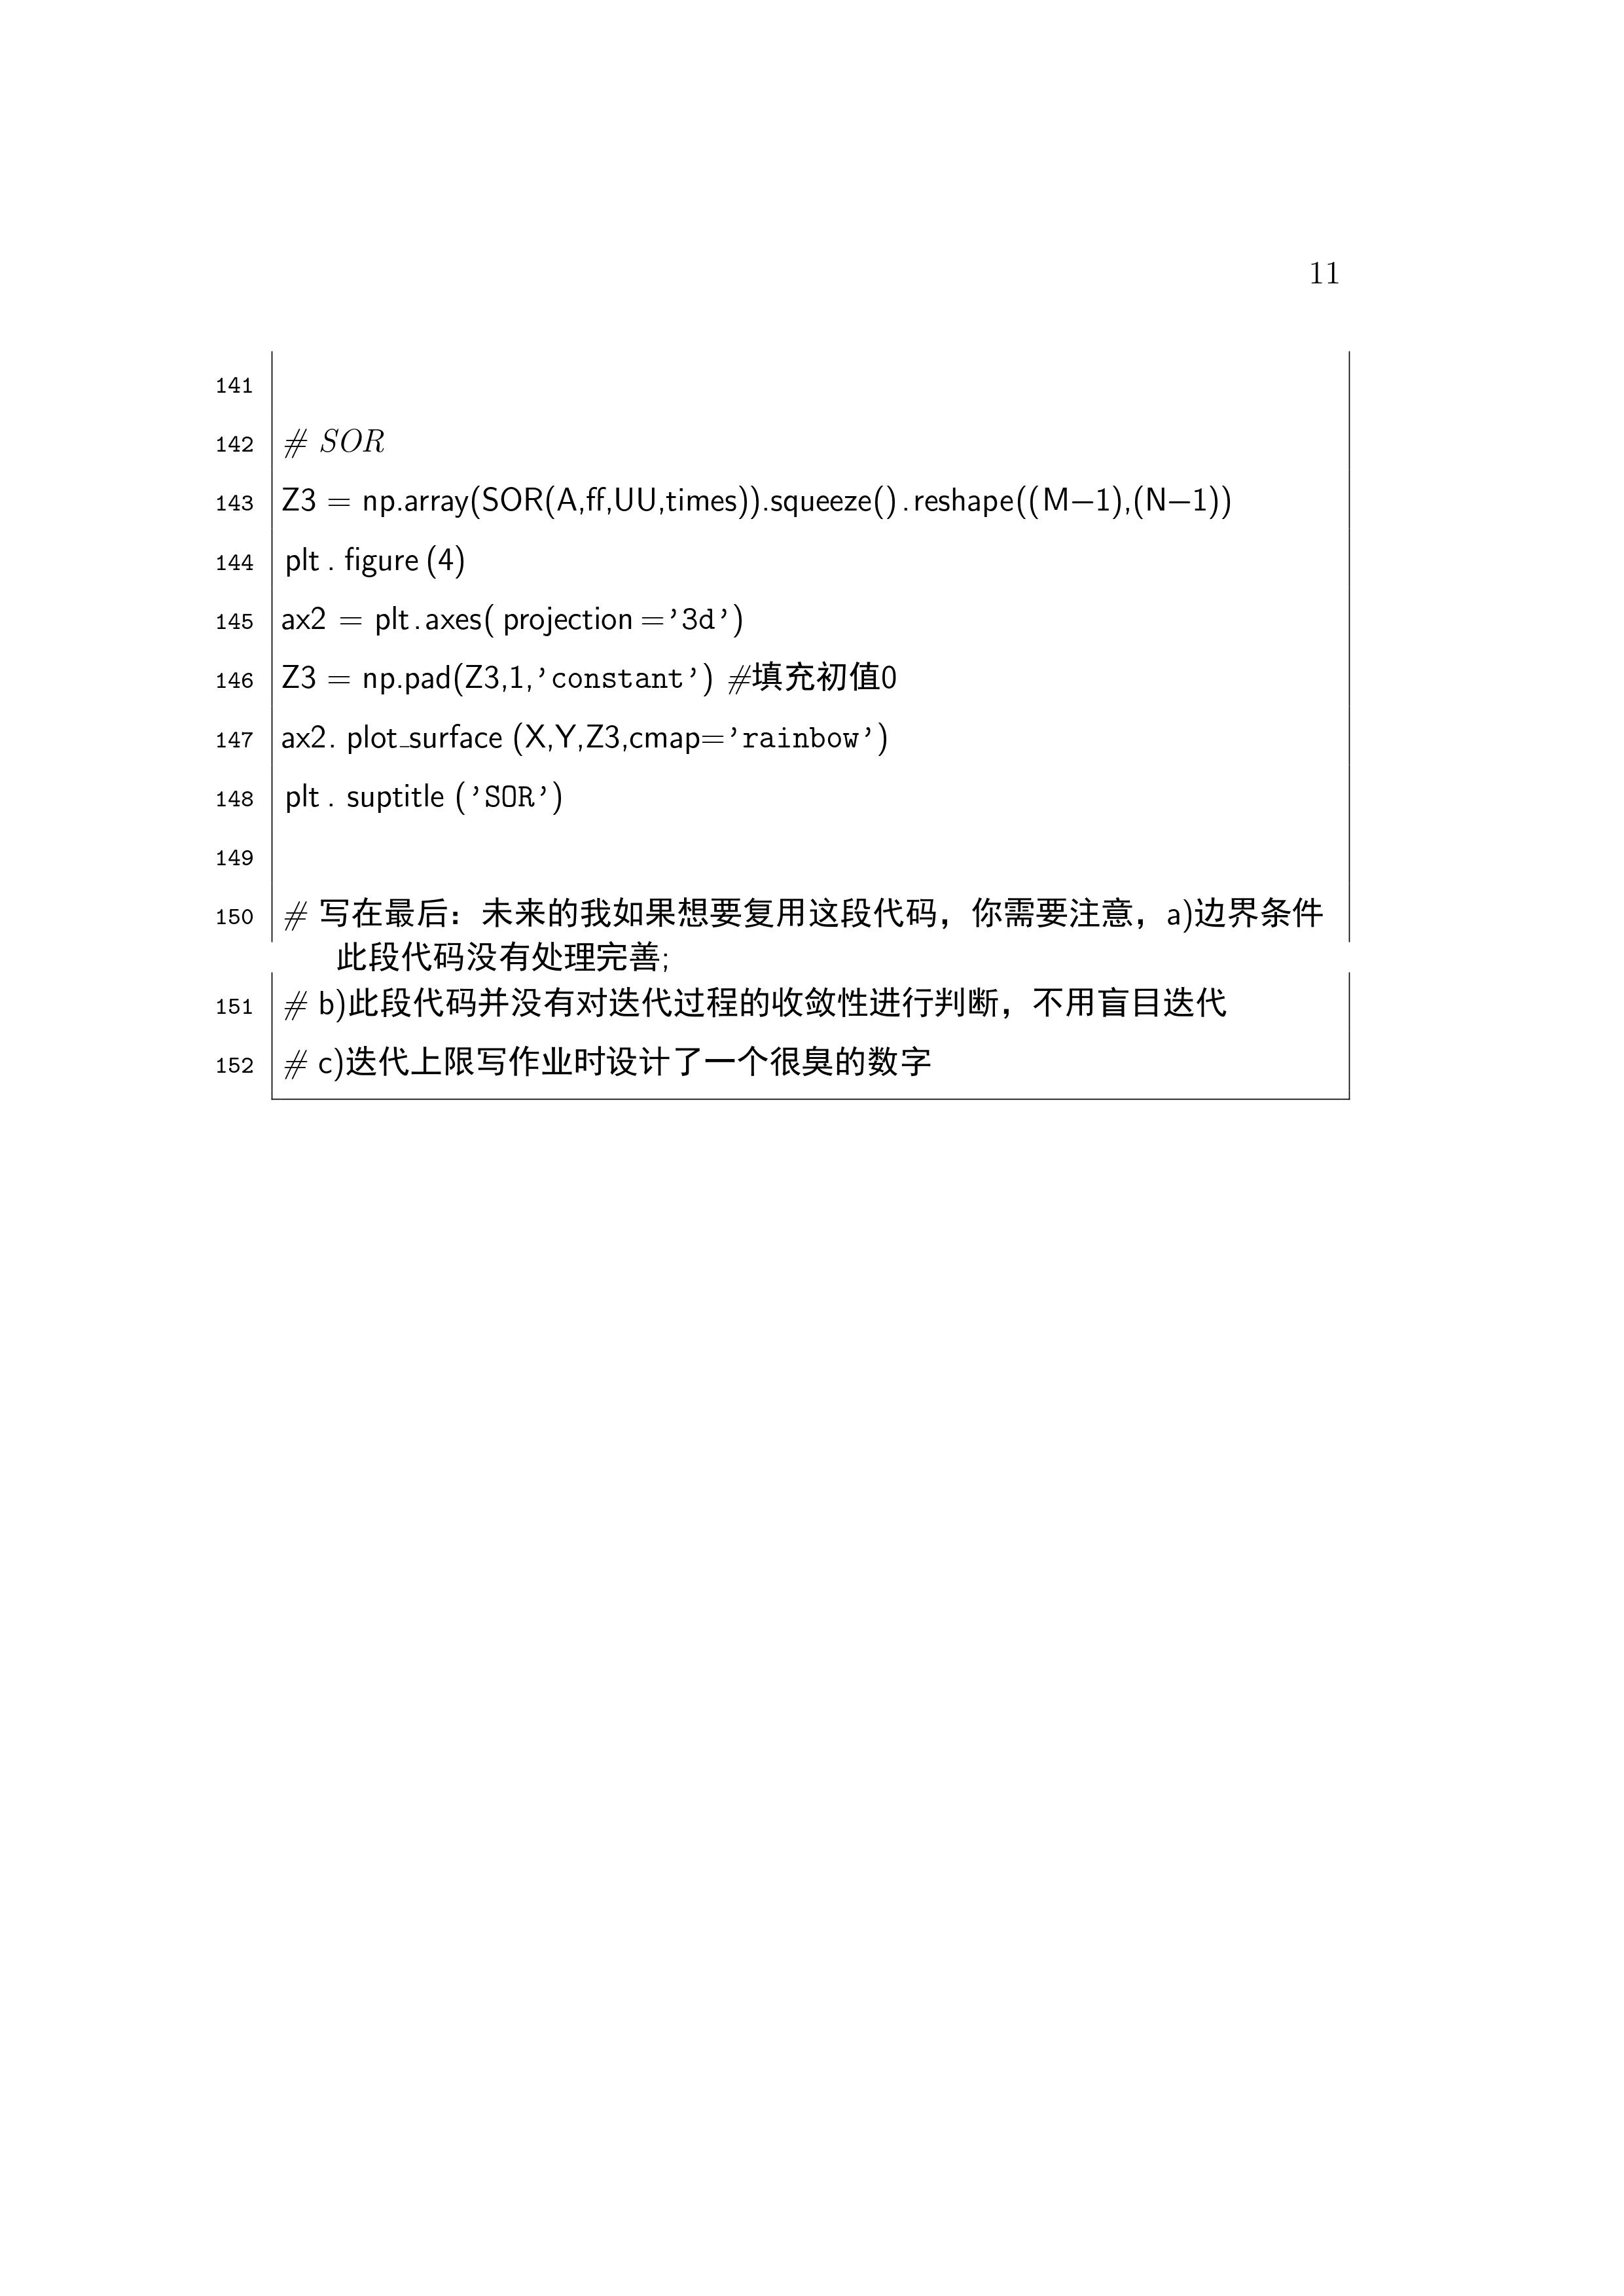 11
141
142 # SOR
143 Z3 = np.array(SOR(A,ff,UU,times)).squeeze().reshape((M−1),(N−1))
144 plt . figure (4)
145 ax2 = plt.axes( projection ='3d')
146 Z3 = np.pad(Z3,1,'constant') #填充初值0
147 ax2. plot_surface (X,Y,Z3,cmap='rainbow')
148 plt . suptitle ('SOR')
149
150 # 写在最后：未来的我如果想要复用这段代码，你需要注意，a)边界条件
此段代码没有处理完善;
151 # b)此段代码并没有对迭代过程的收敛性进行判断，不用盲目迭代
152 # c)迭代上限写作业时设计了一个很臭的数字